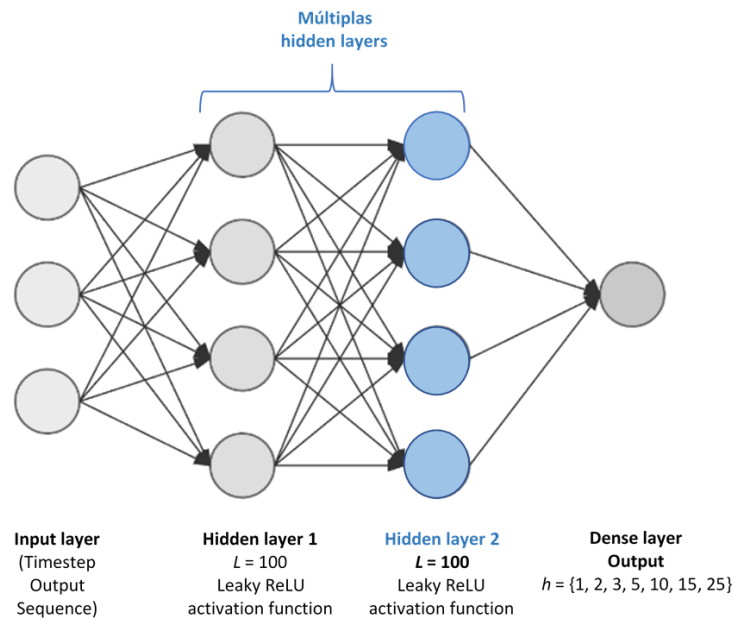 Múltiplas
hidden layers
Input layer
(Timestep
Output
Sequence)
Hidden layer 1
L = 100
Leaky ReLU
activation function
Hidden layer 2
L = 100
Leaky ReLU
activation function
Dense layer
Output
h = {1, 2, 3, 5, 10, 15, 25}